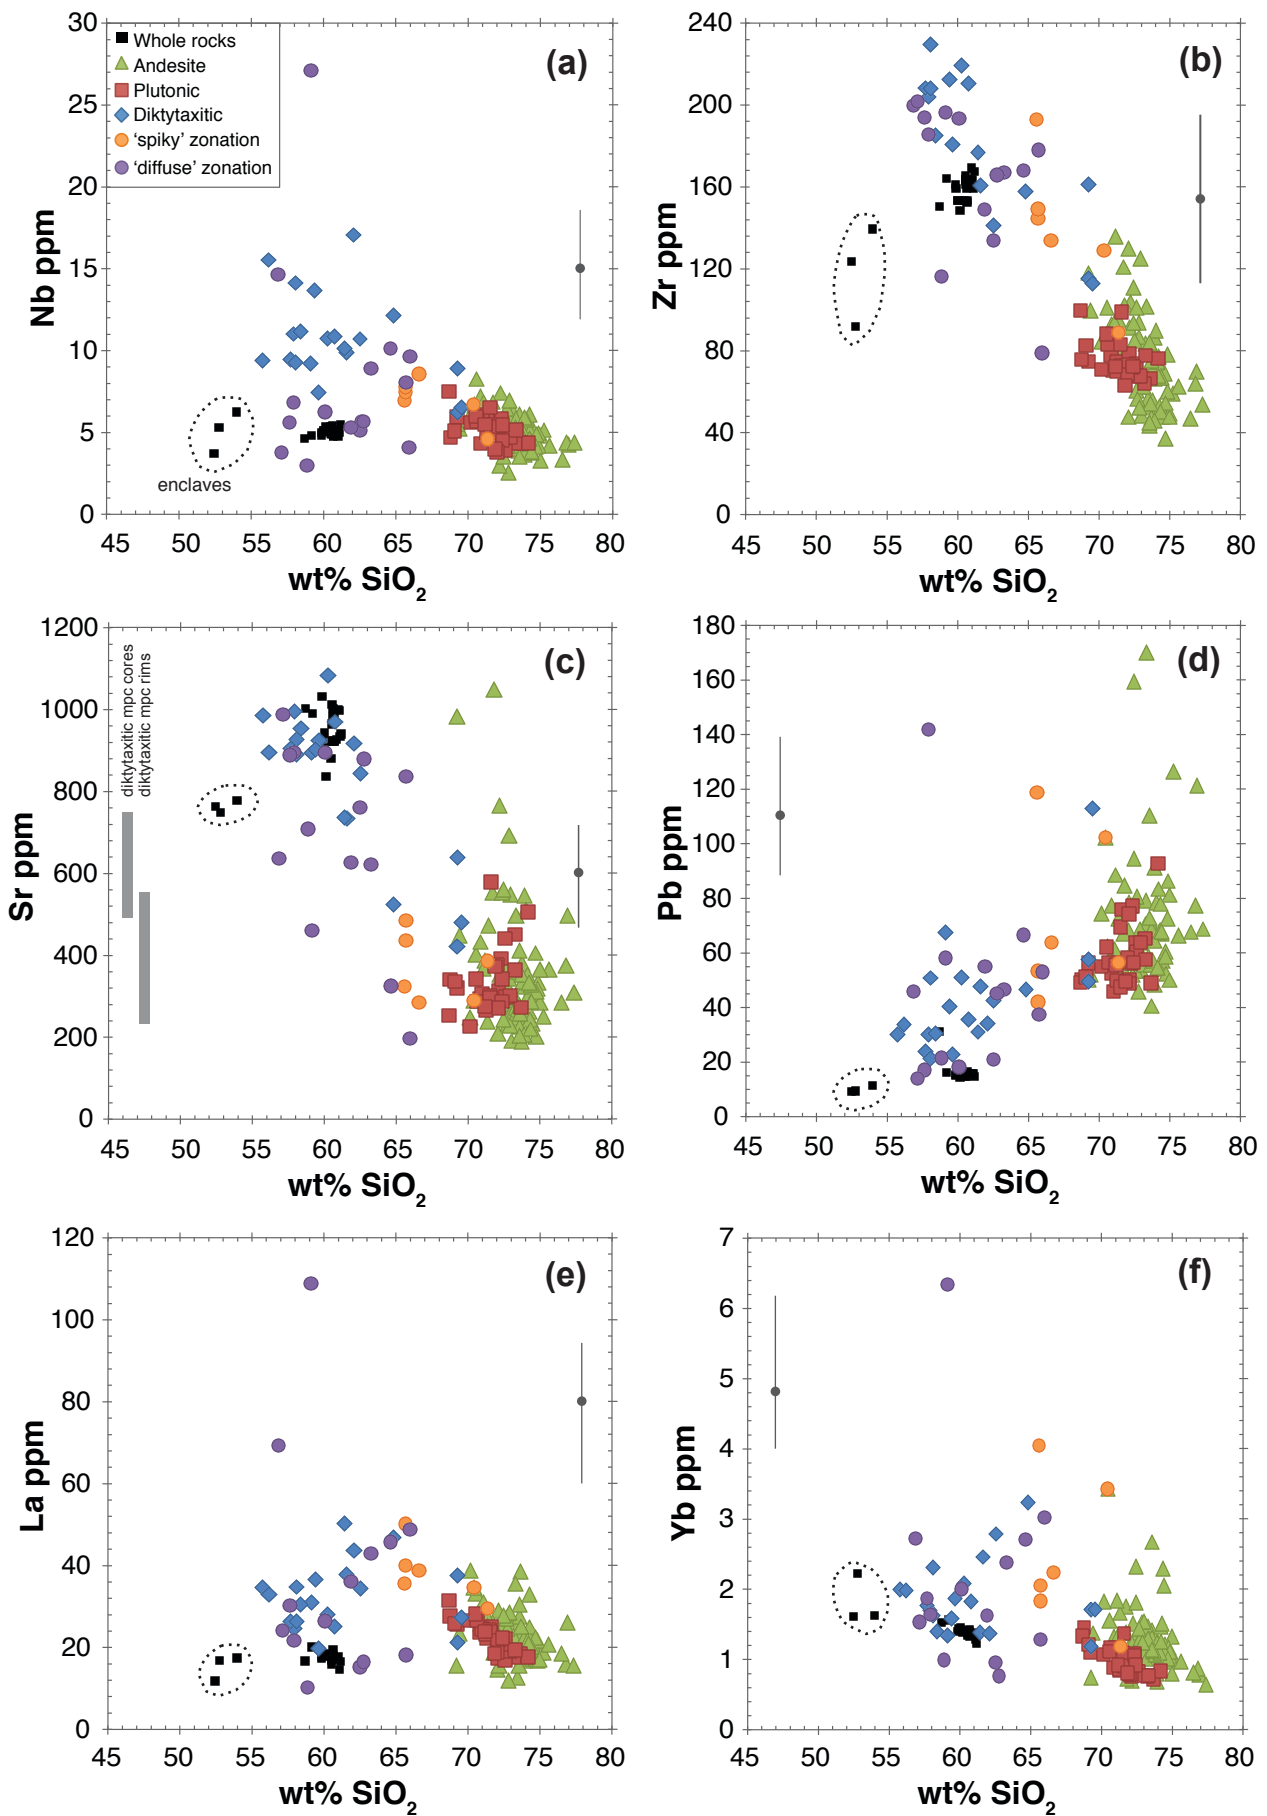 30
25
20
15
10
5
0
Nb ppm
Whole rocks
Andesite
Plutonic
Diktytaxitic
‘spiky’ zonation
‘diffuse’ zonation
(a)
enclaves
45 50 55 60 65 70 75 80
wt% SiO2
240
200
160
120
80
40
0
Zr ppm
(b)
45 50 55 60 65 70 75 80
wt% SiO2
1200
1000
800
600
400
200
0
Sr ppm
diktytaxitic mpc cores
diktytaxitic mpc rims
(c)
45 50 55 60 65 70 75 80
wt% SiO2
180
160
140
120
100
80
60
40
20
0
Pb ppm
(d)
45 50 55 60 65 70 75 80
wt% SiO2
120
100
80
60
40
20
0
La ppm
(e)
45 50 55 60 65 70 75 80
wt% SiO2
7
6
5
4
3
2
1
0
Yb ppm
(f)
45 50 55 60 65 70 75 80
wt% SiO2